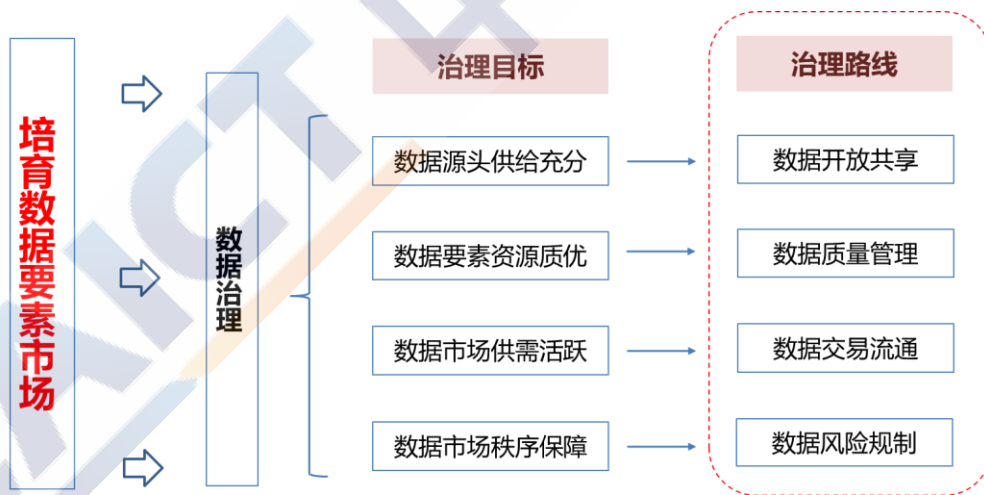 培育数据要素市场
数据治理
治理目标
治理路线
数据源头供给充分
数据开放共享
数据要素资源质优
数据质量管理
数据市场供需活跃
数据交易流通
数据市场秩序保障
数据风险规制